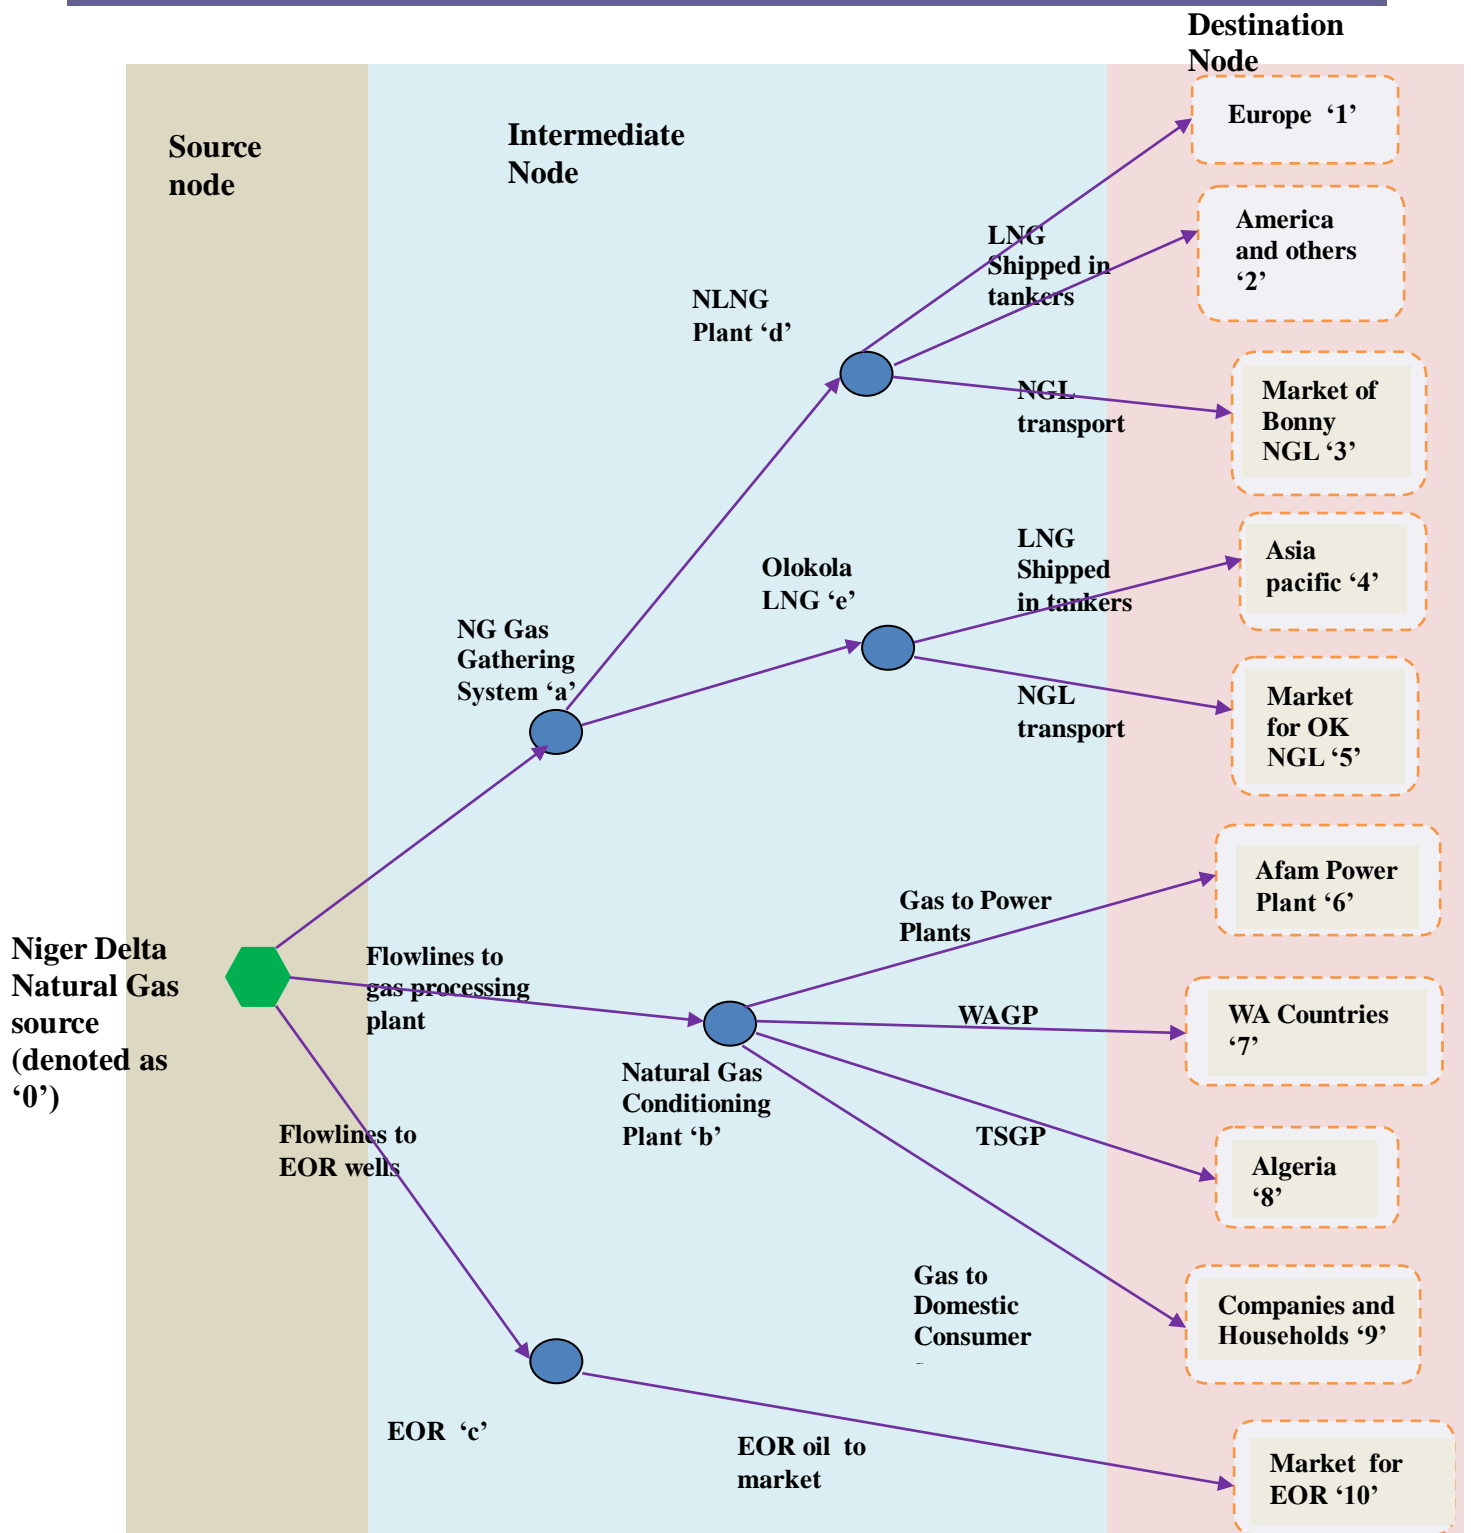 Destination
Node
Source
node
Intermediate
Node
Europe ‘1’
America
and others
‘2’
LNG
Shipped in
tankers
NLNG
Plant ‘d’
NGL
transport
Market of
Bonny
NGL ‘3’
Olokola
LNG ‘e’
LNG
Shipped
in tankers
Asia
pacific ‘4’
NG Gas
Gathering
System ‘a’
NGL
transport
Market
for OK
NGL ‘5’
Niger Delta
Natural Gas
source
(denoted as
‘0’)
Flowlines to
gas processing
plant
Gas to Power
Plants
Afam Power
Plant ‘6’
WAGP
WA Countries
‘7’
Natural Gas
Conditioning
Plant ‘b’
TSGP
Algeria
‘8’
Flowlines to
EOR wells
Gas to
Domestic
Consumer
Companies and
Households ‘9’
EOR ‘c’
EOR oil to
market
Market for
EOR ‘10’